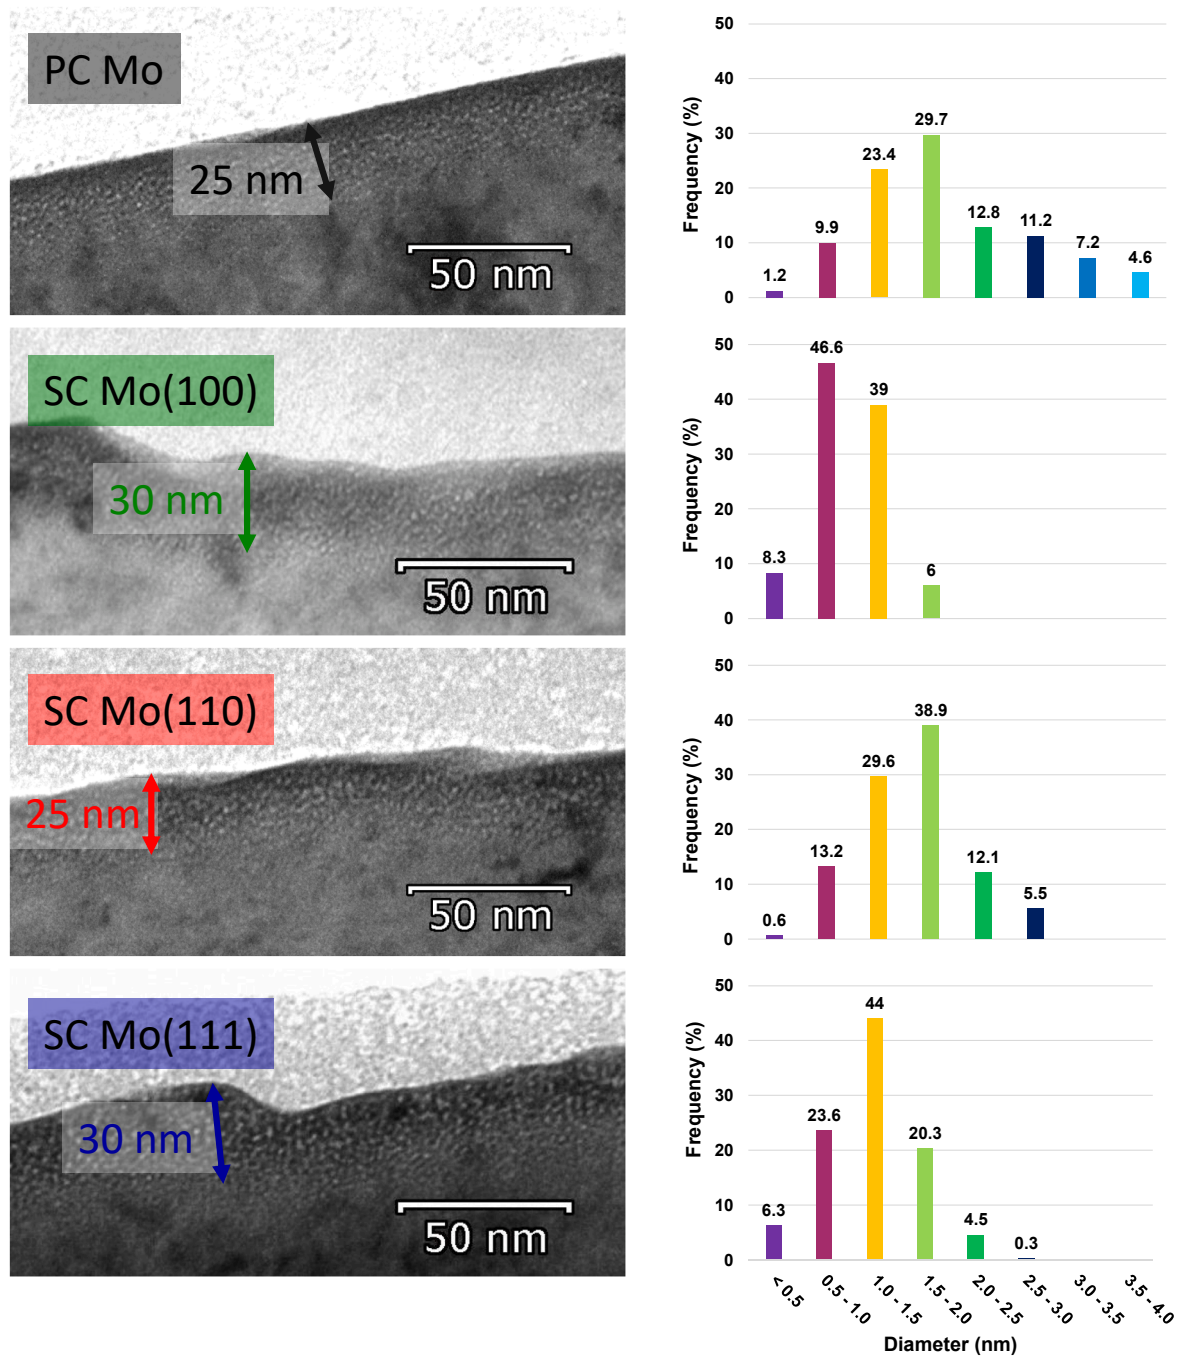 PC Mo
25 nm
50 nm
50
40
30
20
10
0
Frequency (%)
1.2
9.9
23.4
29.7
12.8
11.2
7.2
4.6
SC Mo(100)
30 nm
50 nm
50
40
30
20
10
0
Frequency (%)
8.3
46.6
39
6
SC Mo(110)
25 nm
50 nm
50
40
30
20
10
0
Frequency (%)
0.6
13.2
29.6
38.9
12.1
5.5
SC Mo(111)
30 nm
50 nm
50
40
30
20
10
0
Frequency (%)
6.3
23.6
44
20.3
4.5
0.3
< 0.5
0.5 - 1.0
1.0 - 1.5
1.5 - 2.0
2.0 - 2.5
2.5 - 3.0
3.0 - 3.5
3.5 - 4.0
Diameter (nm)